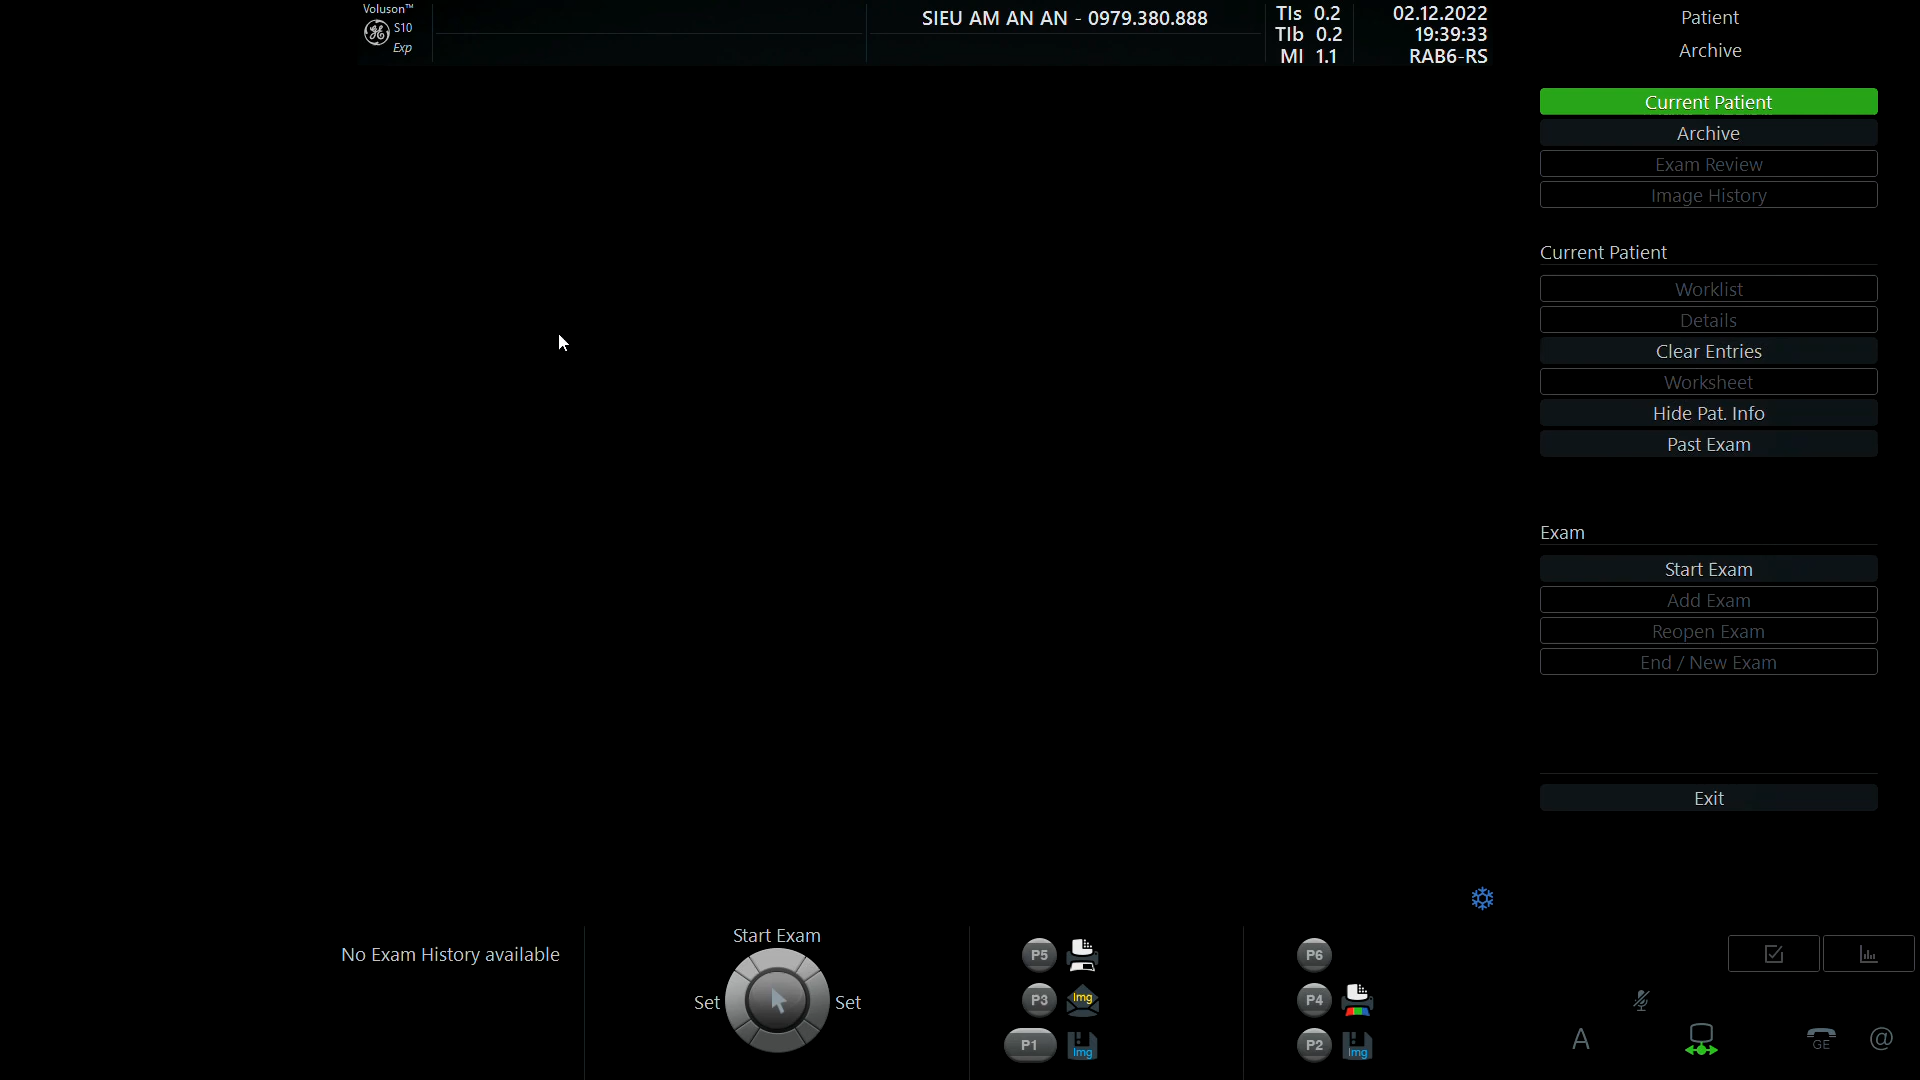 Voluson™
S10
Exp
SIEU AM AN AN - 0979.380.888
TIs 0.2
TIb 0.2
MI 1.1
02.12.2022
19:39:33
RAB6-RS
Patient
Archive
Current Patient
Archive
Exam Review
Image History
Current Patient
Worklist
Details
Clear Entries
Worksheet
Hide Pat. Info
Past Exam
Exam
Start Exam
Add Exam
Reopen Exam
End / New Exam
Exit
No Exam History available
Start Exam
Set
Set
P5
P3
Img
P1
Img
P6
P4
P2
Img
A
GE
@